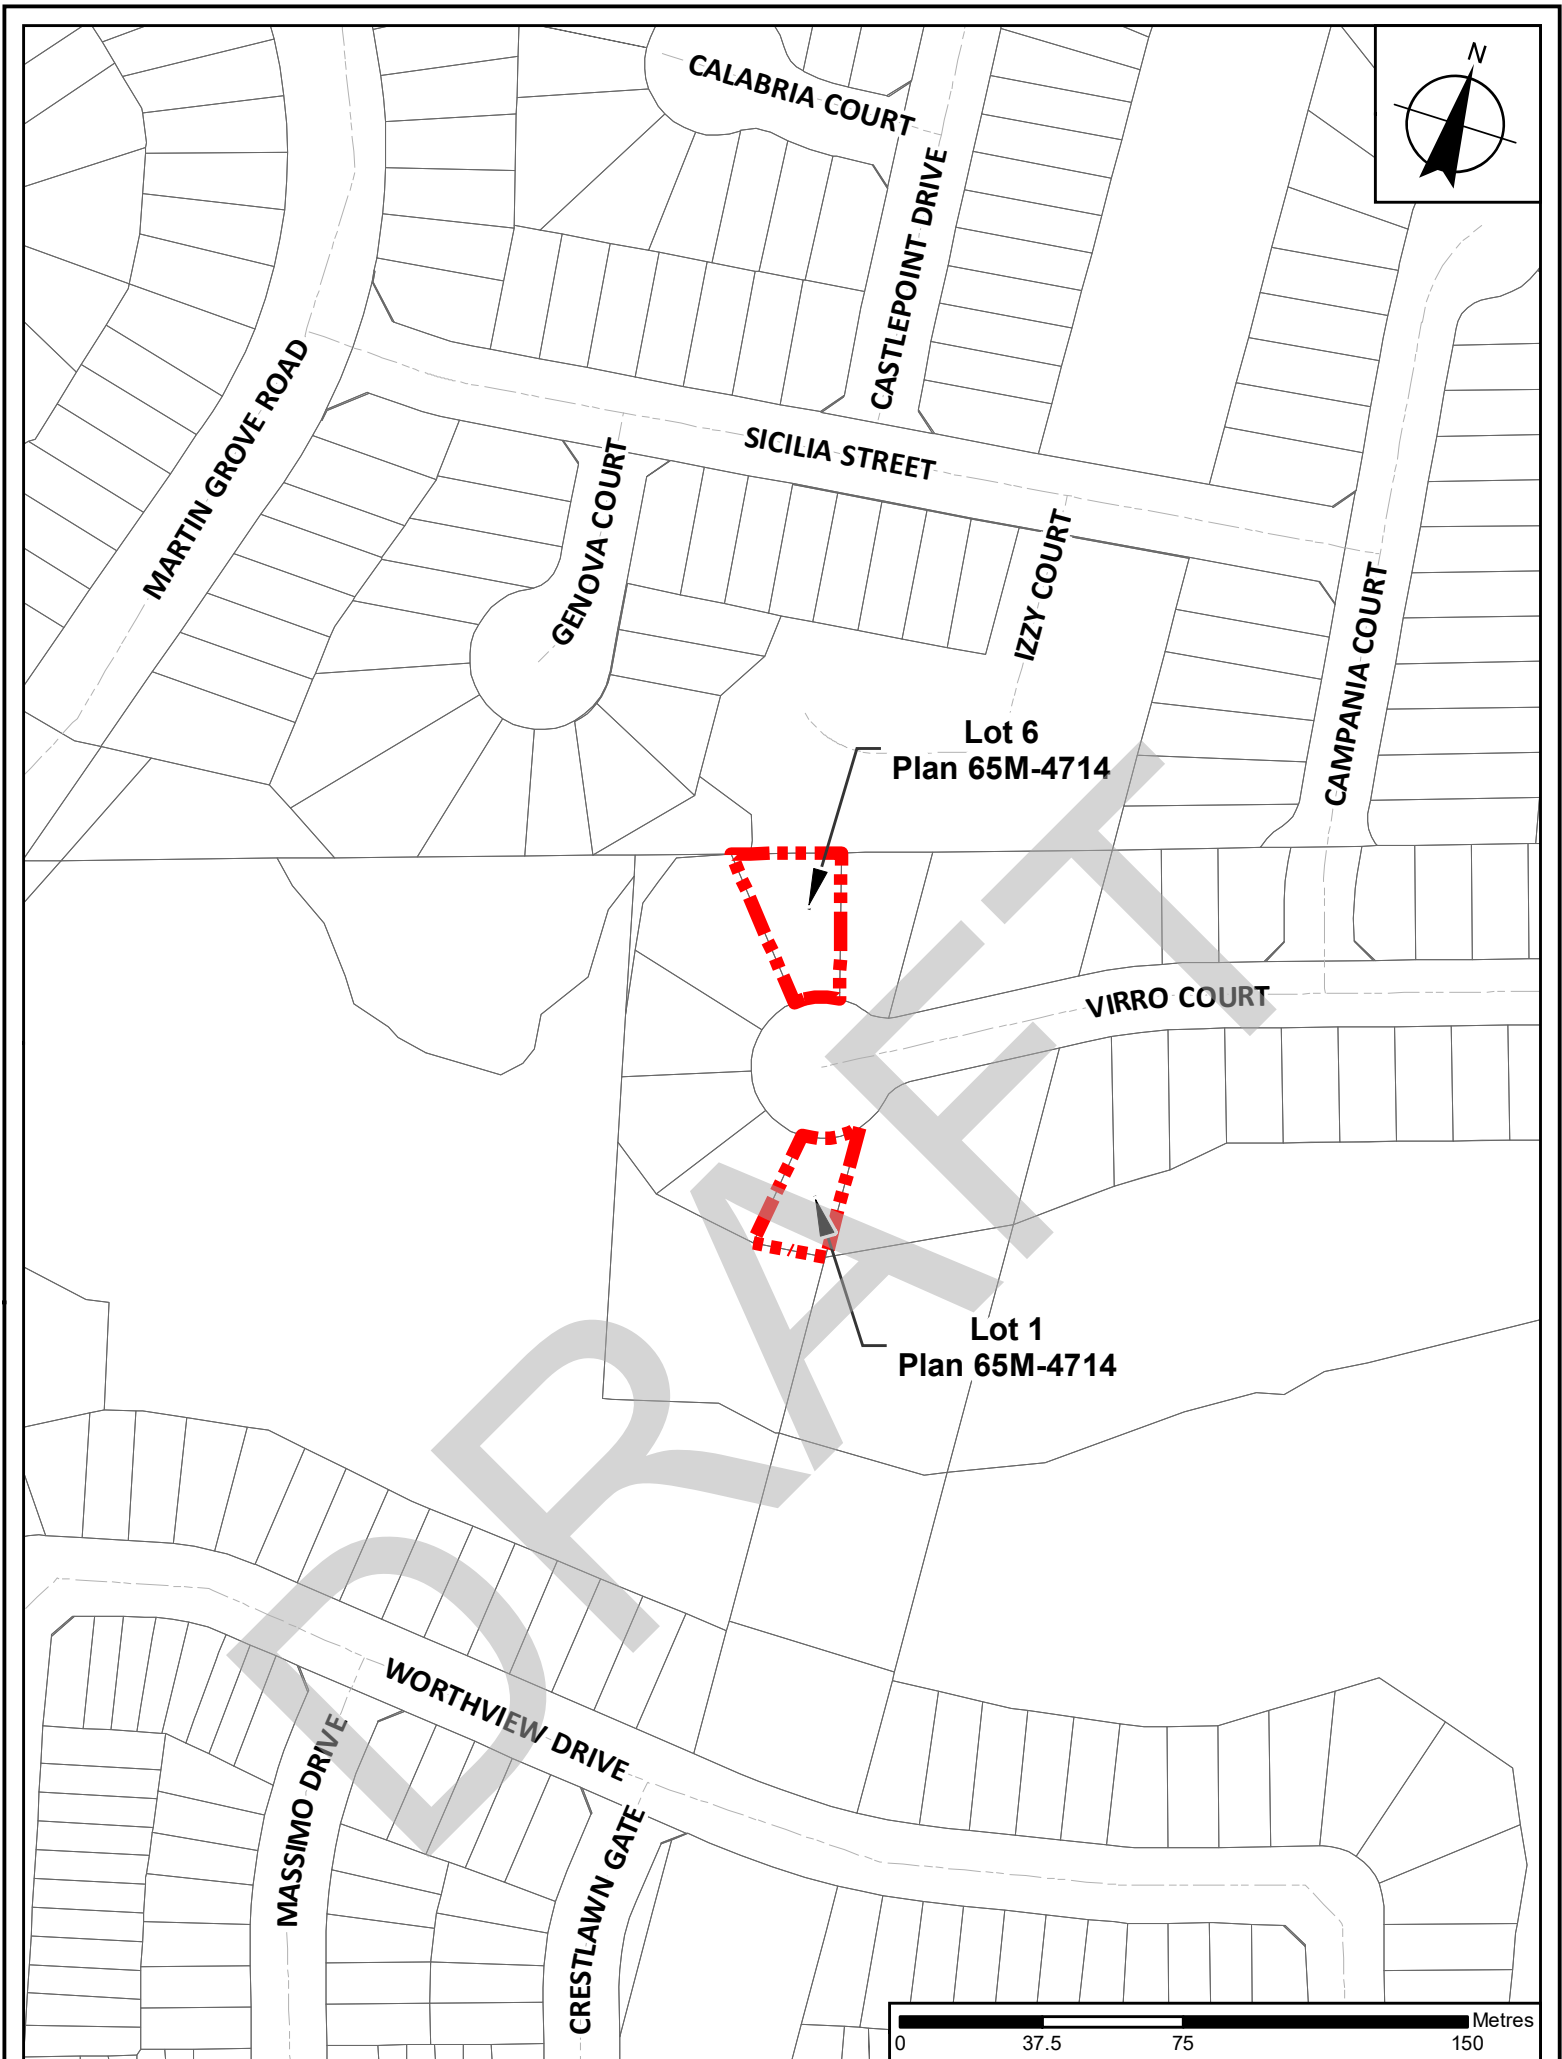 N
CALABRIA COURT
CASTLEPOINT DRIVE
MARTIN GROVE ROAD
SICILIA STREET
GENOVA COURT
IZZY COURT
CAMPANIA COURT
Lot 6
Plan 65M-4714
VIRRO COURT
DRAFT
Lot 1
Plan 65M-4714
WORTHVIEW DRIVE
MASSIMO DRIVE
CRESTLAWN GATE
Metres
0 37.5 75 150